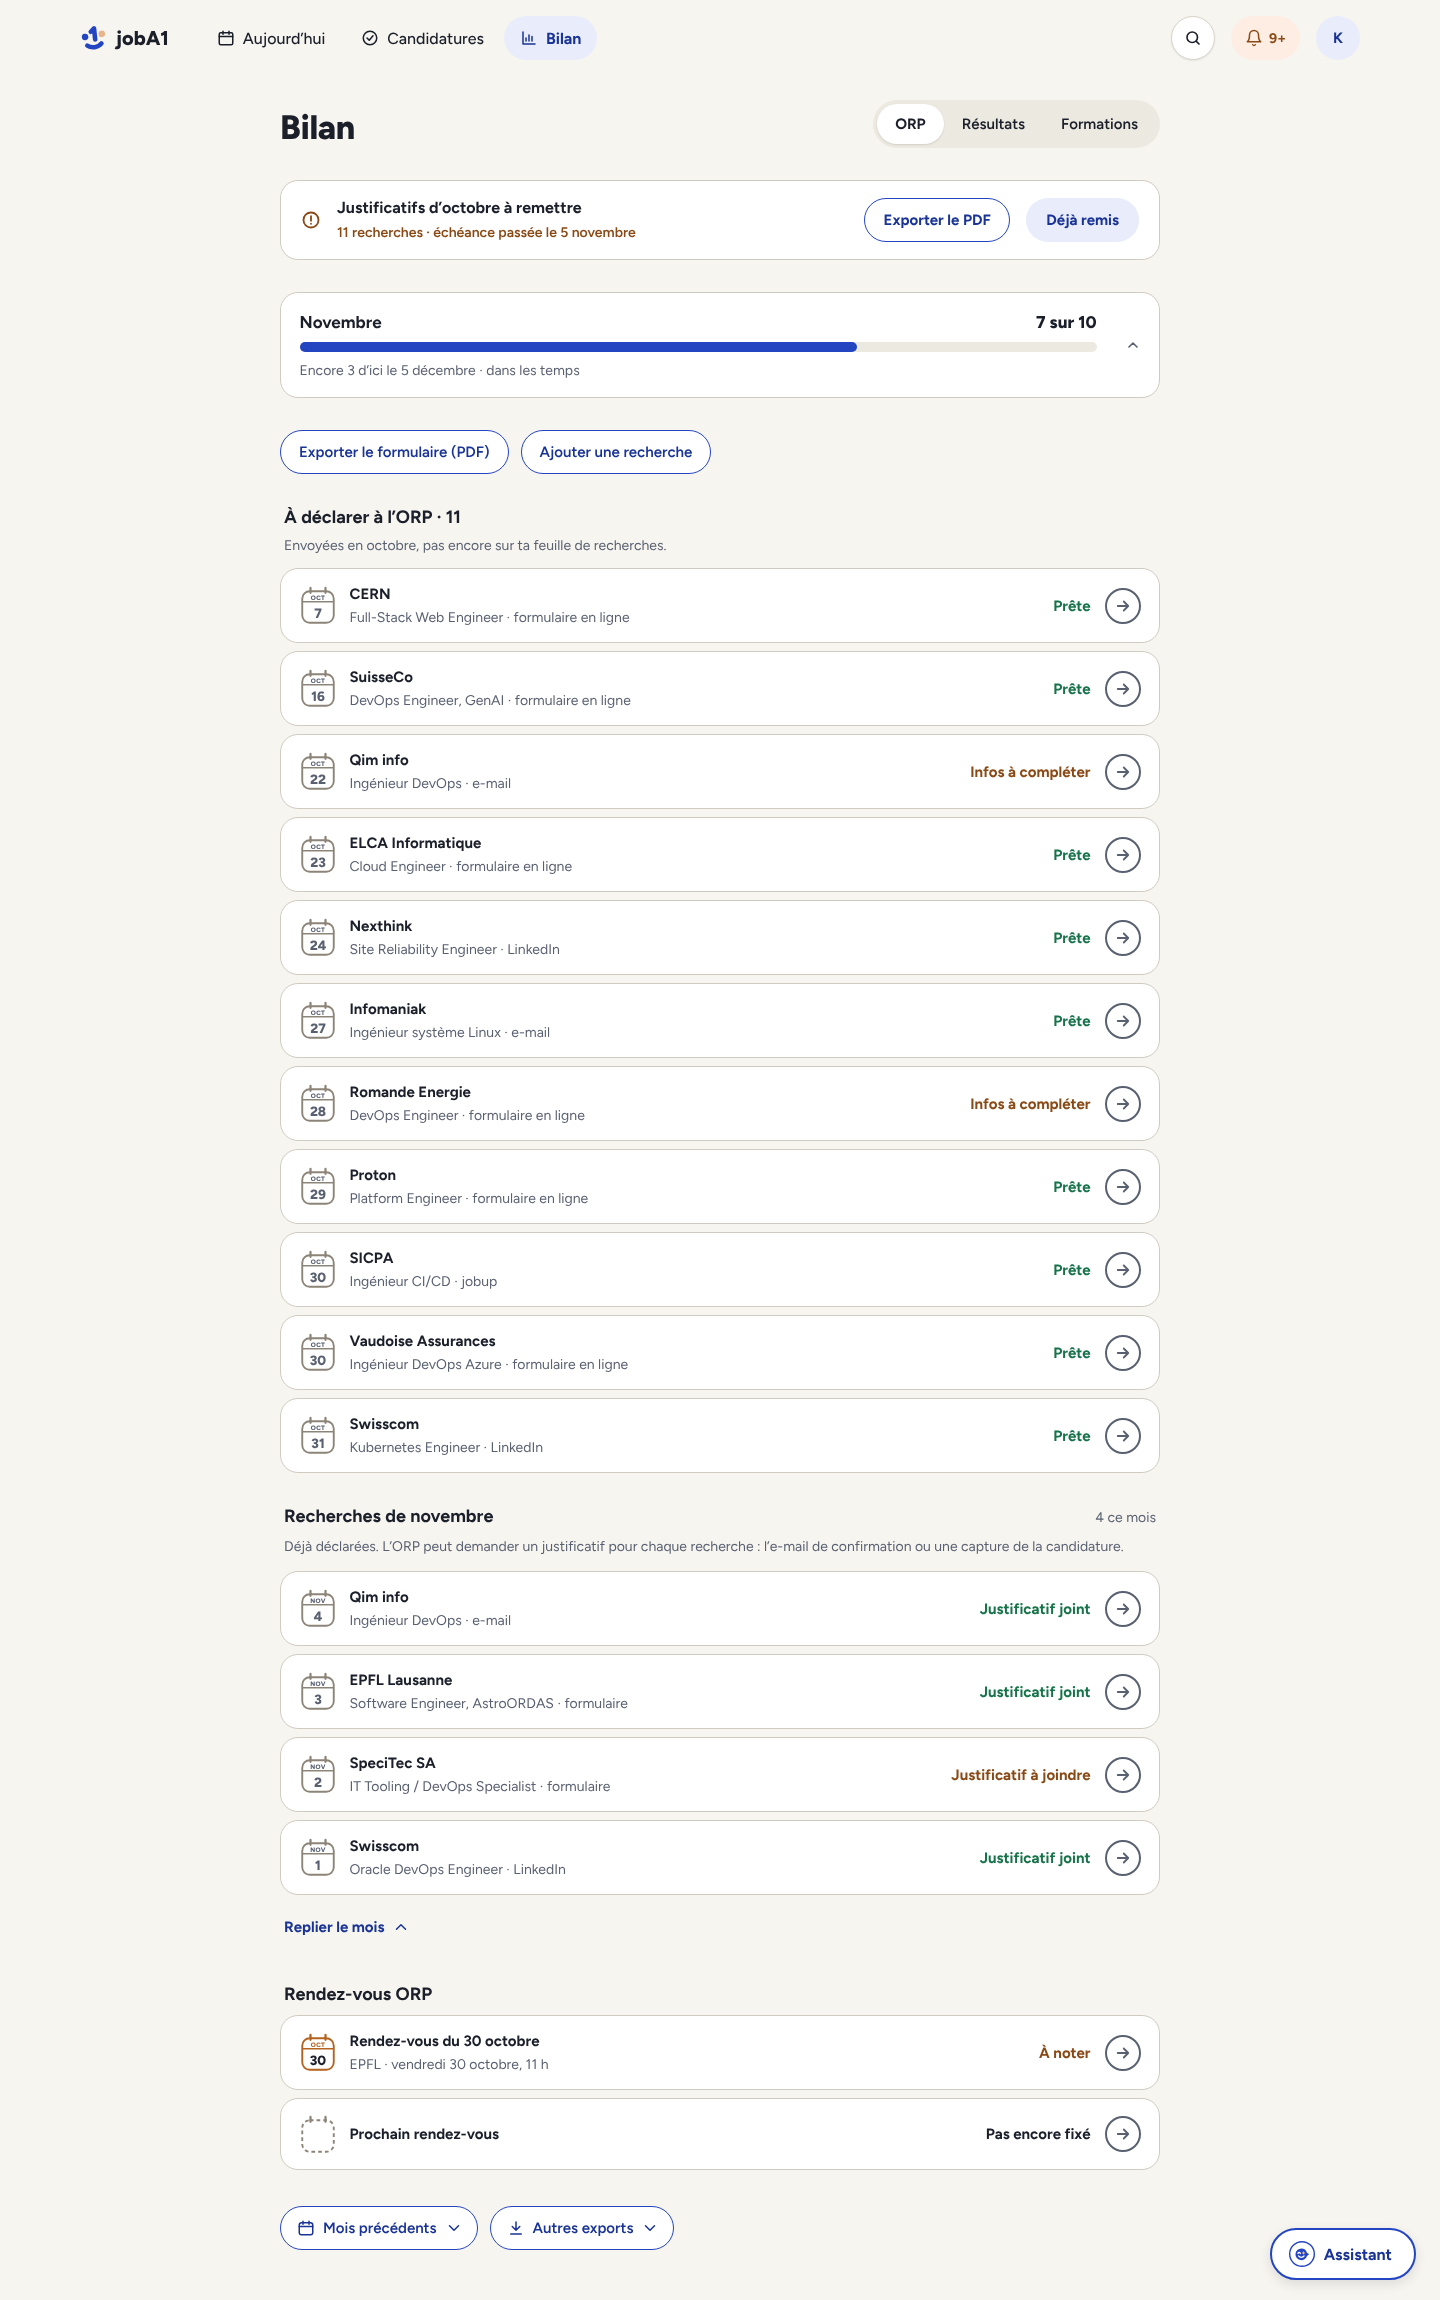 jobA1
Aujourd’hui
Candidatures
Bilan
9+
K
Bilan
ORP
Résultats
Formations
Justificatifs d’octobre à remettre
11 recherches · échéance passée le 5 novembre
Exporter le PDF
Déjà remis
Novembre
7 sur 10
Encore 3 d’ici le 5 décembre · dans les temps
Exporter le formulaire (PDF)
Ajouter une recherche
À déclarer à l’ORP · 11
Envoyées en octobre, pas encore sur ta feuille de recherches.
OCT
7
CERN
Full-Stack Web Engineer · formulaire en ligne
Prête
OCT
16
SuisseCo
DevOps Engineer, GenAI · formulaire en ligne
Prête
OCT
22
Qim info
Ingénieur DevOps · e-mail
Infos à compléter
OCT
23
ELCA Informatique
Cloud Engineer · formulaire en ligne
Prête
OCT
24
Nexthink
Site Reliability Engineer · LinkedIn
Prête
OCT
27
Infomaniak
Ingénieur système Linux · e-mail
Prête
OCT
28
Romande Energie
DevOps Engineer · formulaire en ligne
Infos à compléter
OCT
29
Proton
Platform Engineer · formulaire en ligne
Prête
OCT
30
SICPA
Ingénieur CI/CD · jobup
Prête
OCT
30
Vaudoise Assurances
Ingénieur DevOps Azure · formulaire en ligne
Prête
OCT
31
Swisscom
Kubernetes Engineer · LinkedIn
Prête
Recherches de novembre
4 ce mois
Déjà déclarées. L’ORP peut demander un justificatif pour chaque recherche : l’e-mail de confirmation ou une capture de la candidature.
NOV
4
Qim info
Ingénieur DevOps · e-mail
Justificatif joint
NOV
3
EPFL Lausanne
Software Engineer, AstroORDAS · formulaire
Justificatif joint
NOV
2
SpeciTec SA
IT Tooling / DevOps Specialist · formulaire
Justificatif à joindre
NOV
1
Swisscom
Oracle DevOps Engineer · LinkedIn
Justificatif joint
Replier le mois
Rendez-vous ORP
OCT
30
Rendez-vous du 30 octobre
EPFL · vendredi 30 octobre, 11 h
À noter
Prochain rendez-vous
Pas encore fixé
Mois précédents
Autres exports
Assistant